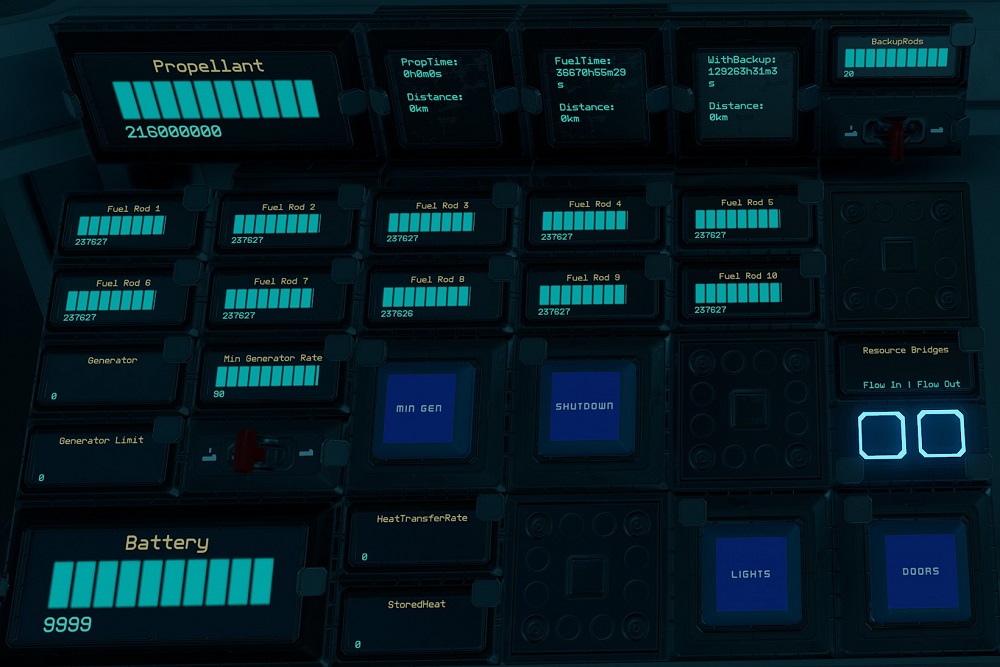 Propellant
216000000
PropTime:
0h0m0s
Distance:
0km
FuelTime:
36670h55m29
s
Distance:
0km
WithBackup:
129263h31m3
s
Distance:
0km
BackupRods
20
Fuel Rod 1
237627
Fuel Rod 2
237627
Fuel Rod 3
237627
Fuel Rod 4
237627
Fuel Rod 5
237627
Fuel Rod 6
237627
Fuel Rod 7
237627
Fuel Rod 8
237626
Fuel Rod 9
237627
Fuel Rod 10
237627
Generator
0
Min Generator Rate
90
MIN GEN
SHUTDOWN
Resource Bridges
Flow In | Flow Out
Generator Limit
0
Battery
9999
HeatTransferRate
0
StoredHeat
0
LIGHTS
DOORS